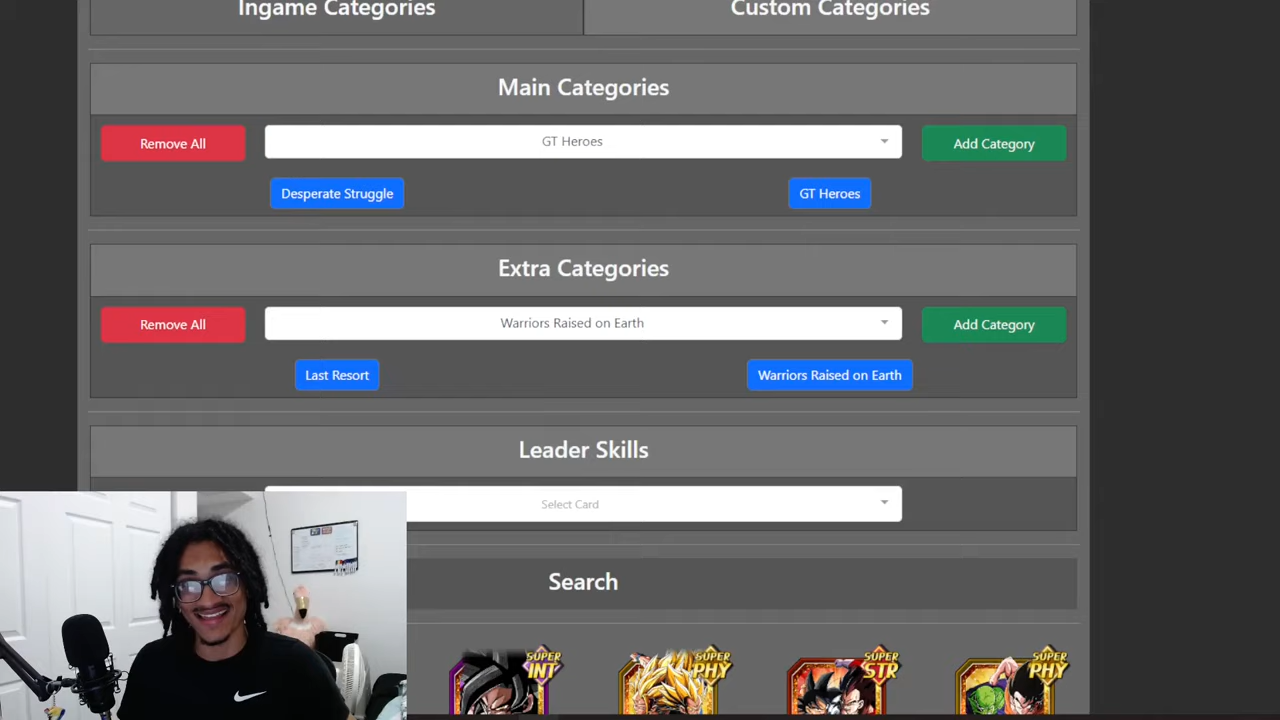 Ingame Categories
Custom Categories
Main Categories
Remove All
GT Heroes
Add Category
Desperate Struggle
GT Heroes
Extra Categories
Remove All
Warriors Raised on Earth
Add Category
Last Resort
Warriors Raised on Earth
Leader Skills
Select Card
Search
SUPER INT
SUPER PHY
SUPER STR
SUPER PHY